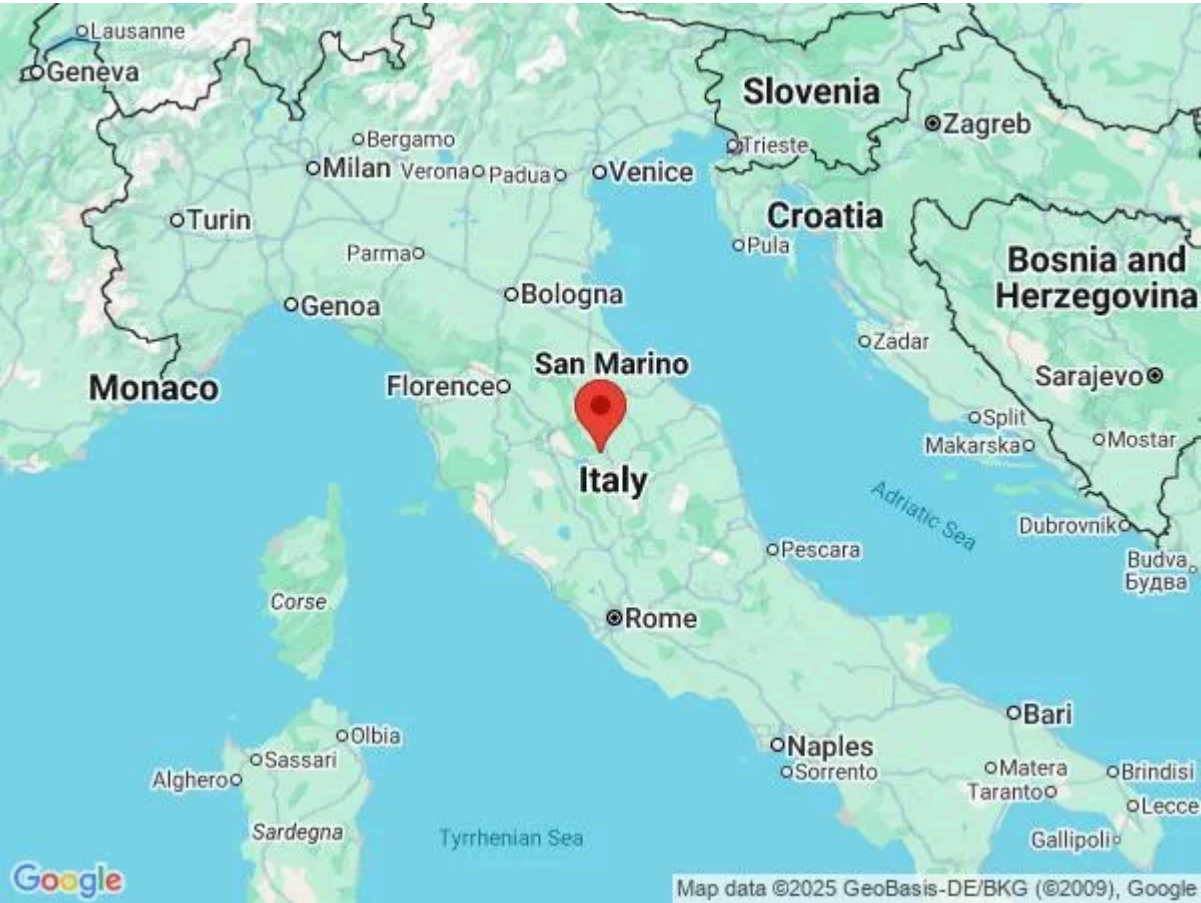 Lausanne
Geneva
Slovenia
Zagreb
Bergamo
Trieste
Milan
Verona
Padua
Venice
Turin
Croatia
Pula
Parma
Bosnia and
Herzegovina
Bologna
Genoa
Zadar
San Marino
Monaco
Florence
Sarajevo
Split
Makarska
Mostar
Italy
Adriatic Sea
Dubrovnik
Pescara
Budva
Будва
Corse
Rome
Bari
Olbia
Naples
Sassari
Sorrento
Matera
Brindisi
Alghero
Taranto
Lecce
Sardegna
Tyrrhenian Sea
Gallipoli
Google
Map data ©2025 GeoBasis-DE/BKG (©2009), Google